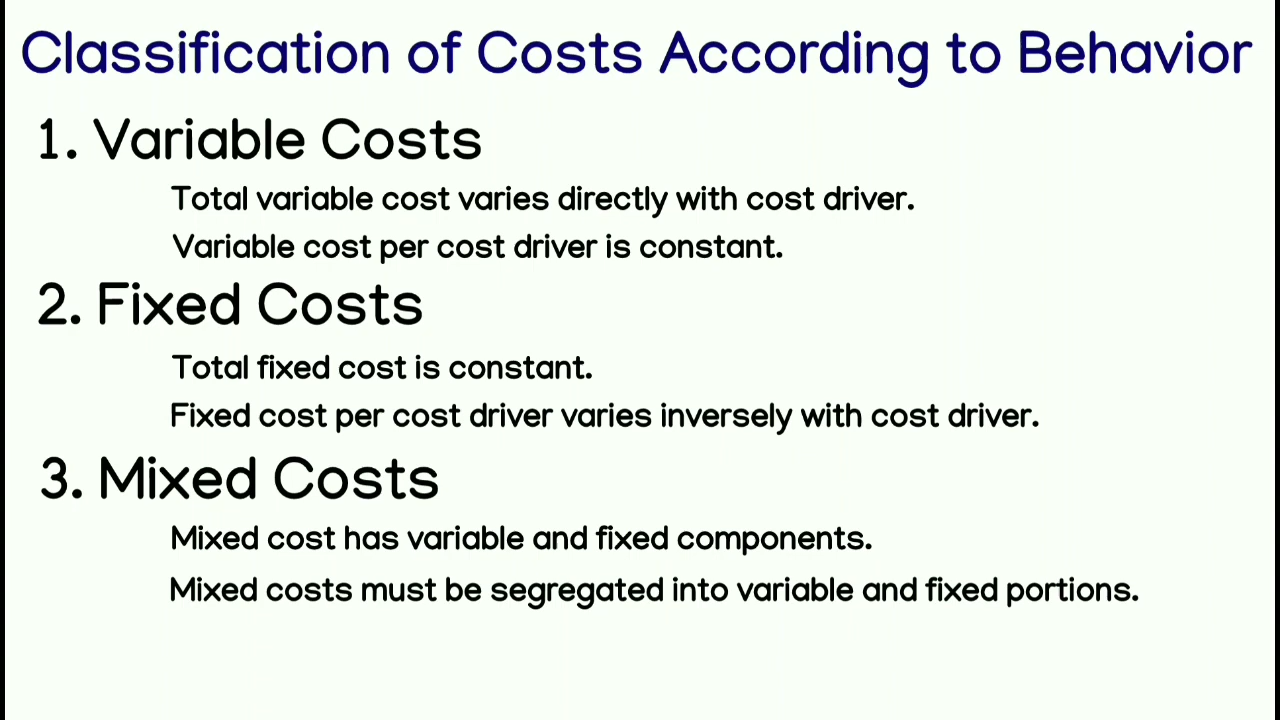 Classification of Costs According to Behavior
1. Variable Costs
Total variable cost varies directly with cost driver.
Variable cost per cost driver is constant.
2. Fixed Costs
Total fixed cost is constant.
Fixed cost per cost driver varies inversely with cost driver.
3. Mixed Costs
Mixed cost has variable and fixed components.
Mixed costs must be segregated into variable and fixed portions.